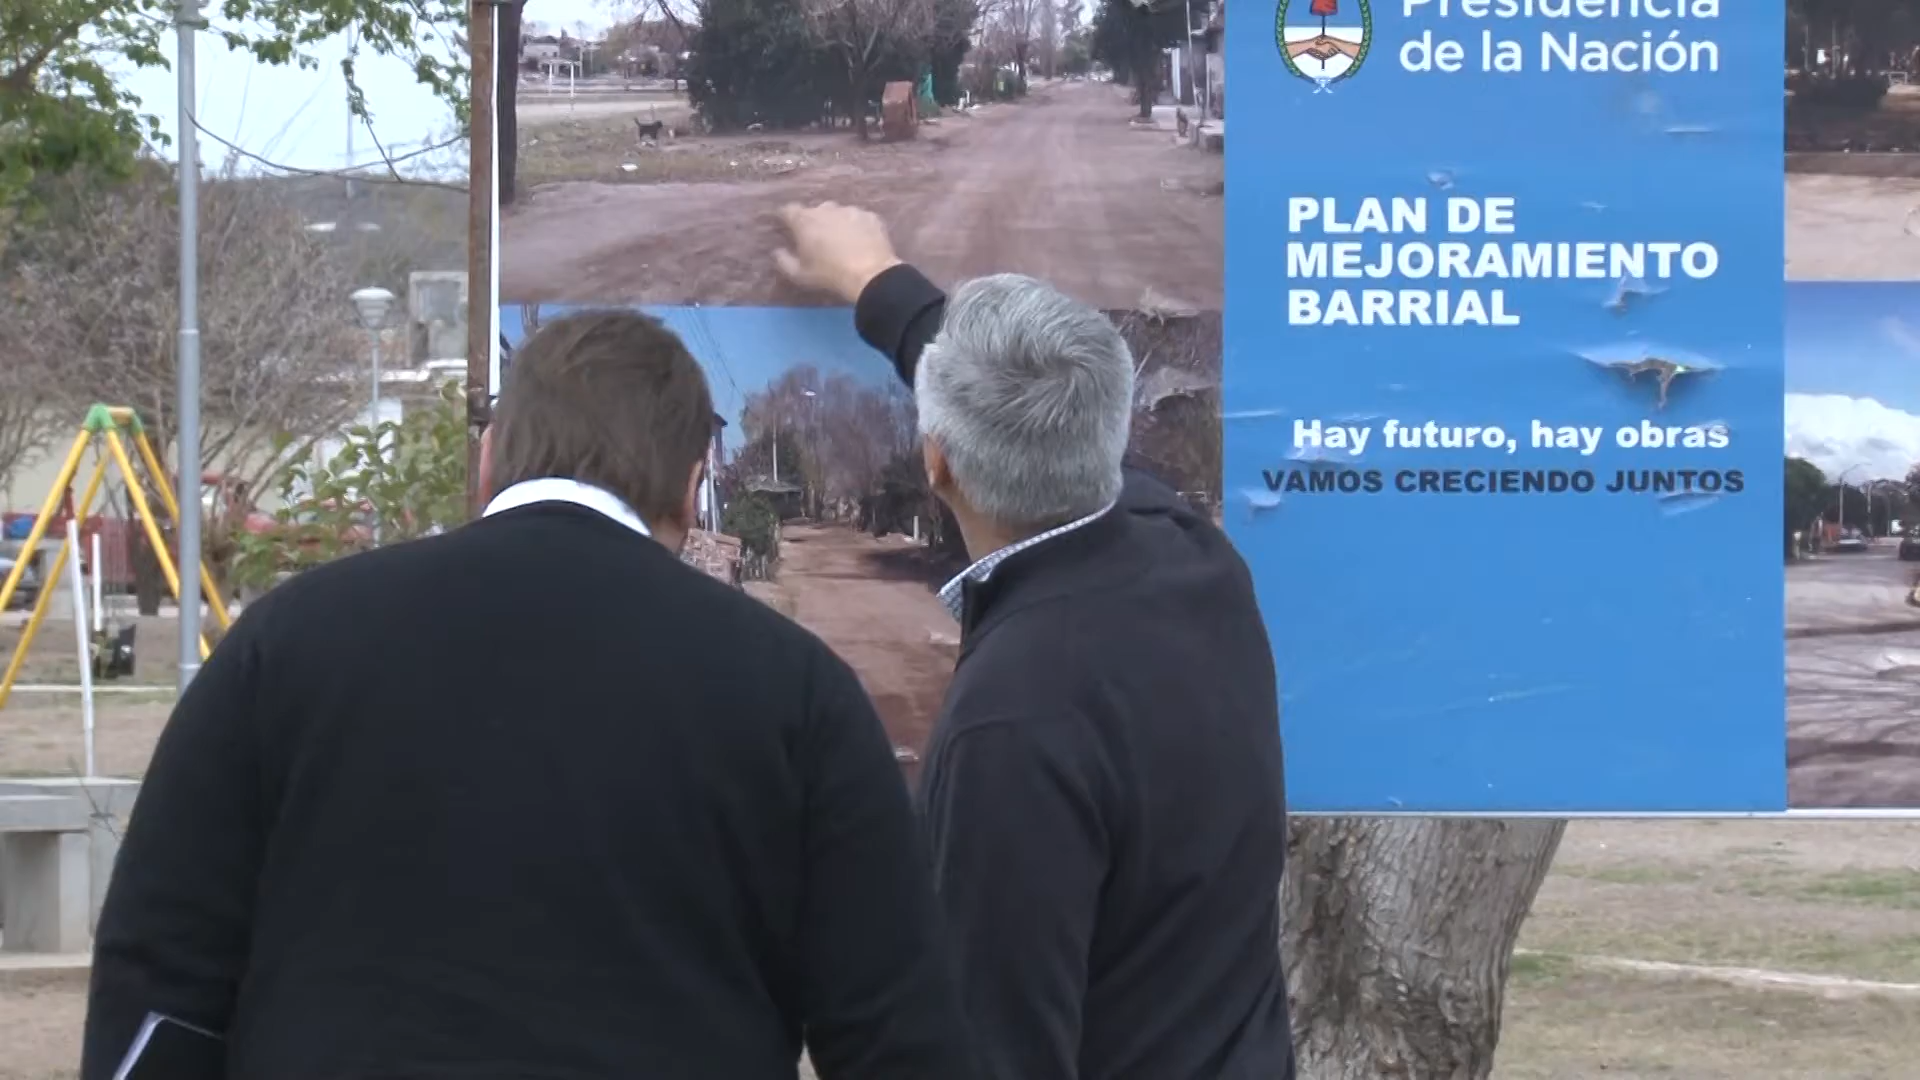 Presidencia
de la Nación
PLAN DE
MEJORAMIENTO
BARRIAL
Hay futuro, hay obras
VAMOS CRECIENDO JUNTOS